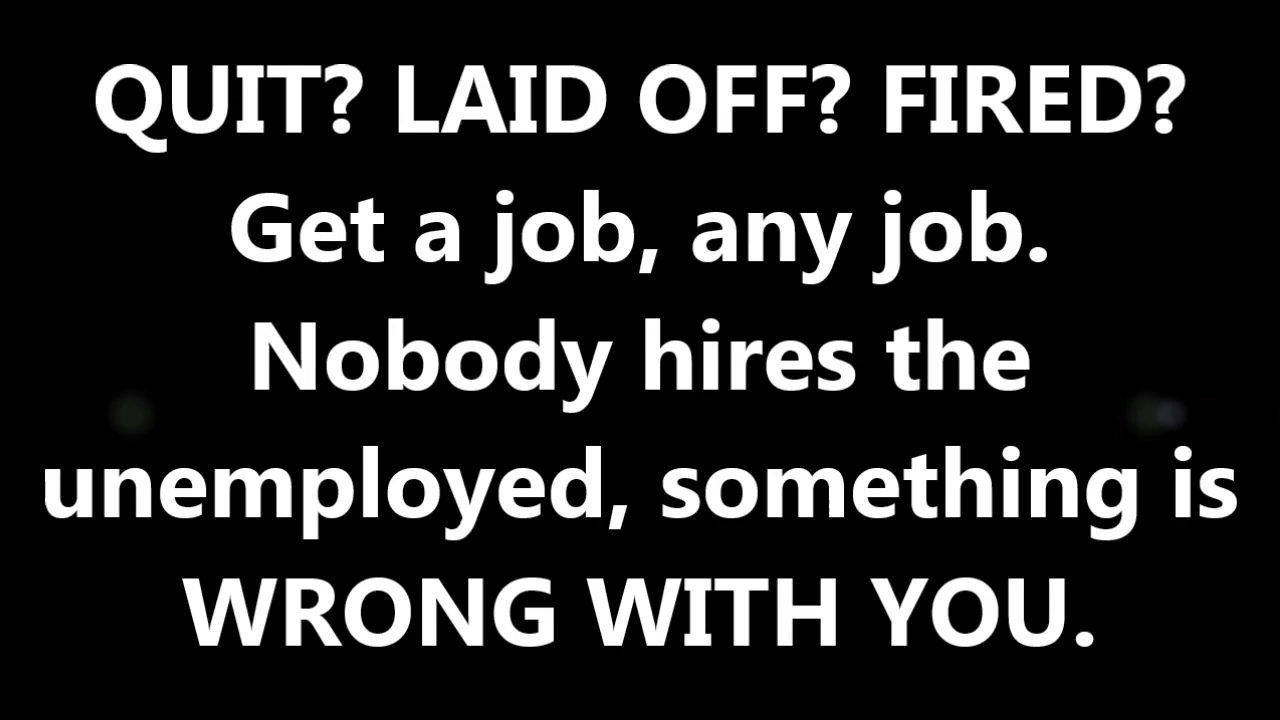 QUIT? LAID OFF? FIRED?
Get a job, any job.
Nobody hires the
unemployed, something is
WRONG WITH YOU.